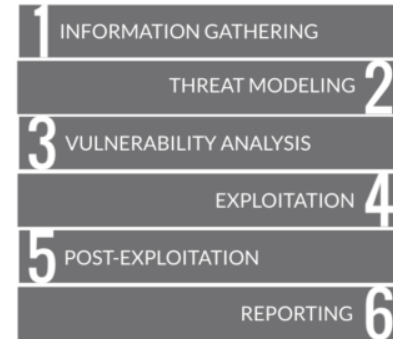 1 INFORMATION GATHERING
THREAT MODELING 2
3 VULNERABILITY ANALYSIS
EXPLOITATION 4
5 POST-EXPLOITATION
REPORTING 6